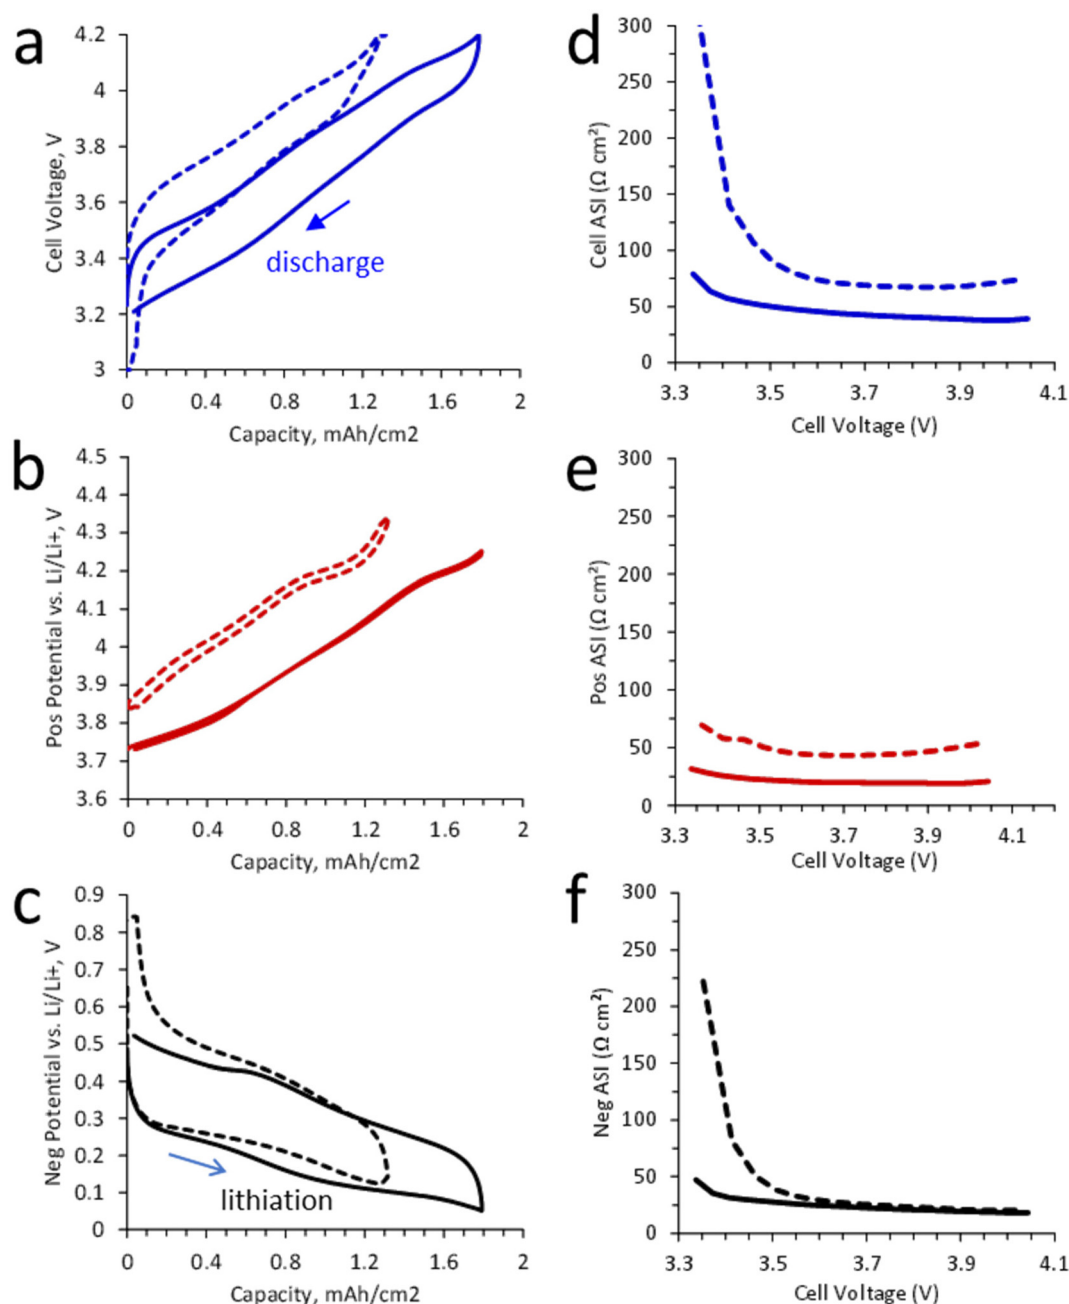 a
4.2
4
3.8
3.6
3.4
3.2
3
Cell Voltage, V
discharge
0 0.4 0.8 1.2 1.6 2
Capacity, mAh/cm2
d
300
250
200
150
100
50
0
Cell ASI (Ω cm²)
3.3 3.5 3.7 3.9 4.1
Cell Voltage (V)
b
4.5
4.4
4.3
4.2
4.1
4
3.9
3.8
3.7
3.6
Pos Potential vs. Li/Li+, V
0 0.4 0.8 1.2 1.6 2
Capacity, mAh/cm2
e
300
250
200
150
100
50
0
Pos ASI (Ω cm²)
3.3 3.5 3.7 3.9 4.1
Cell Voltage (V)
c
0.9
0.8
0.7
0.6
0.5
0.4
0.3
0.2
0.1
0
Neg Potential vs. Li/Li+, V
lithiation
0 0.4 0.8 1.2 1.6 2
Capacity, mAh/cm2
f
300
250
200
150
100
50
0
Neg ASI (Ω cm²)
3.3 3.5 3.7 3.9 4.1
Cell Voltage (V)